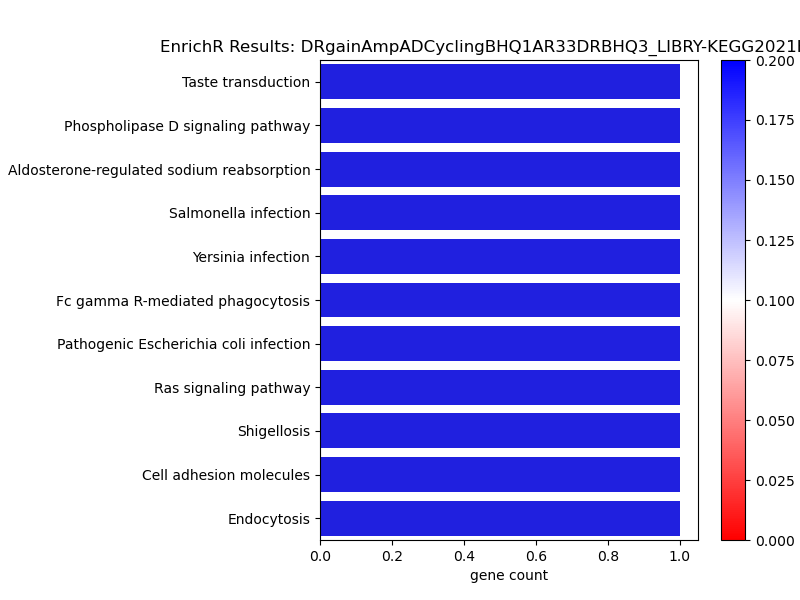 EnrichR Results: DRgainAmpADCyclingBHQ1AR33DRBHQ3_LIBRY-KEGG2021
Taste transduction
Phospholipase D signaling pathway
Aldosterone-regulated sodium reabsorption
Salmonella infection
Yersinia infection
Fc gamma R-mediated phagocytosis
Pathogenic Escherichia coli infection
Ras signaling pathway
Shigellosis
Cell adhesion molecules
Endocytosis
0.0 0.2 0.4 0.6 0.8 1.0
gene count
0.200
0.175
0.150
0.125
0.100
0.075
0.050
0.025
0.000